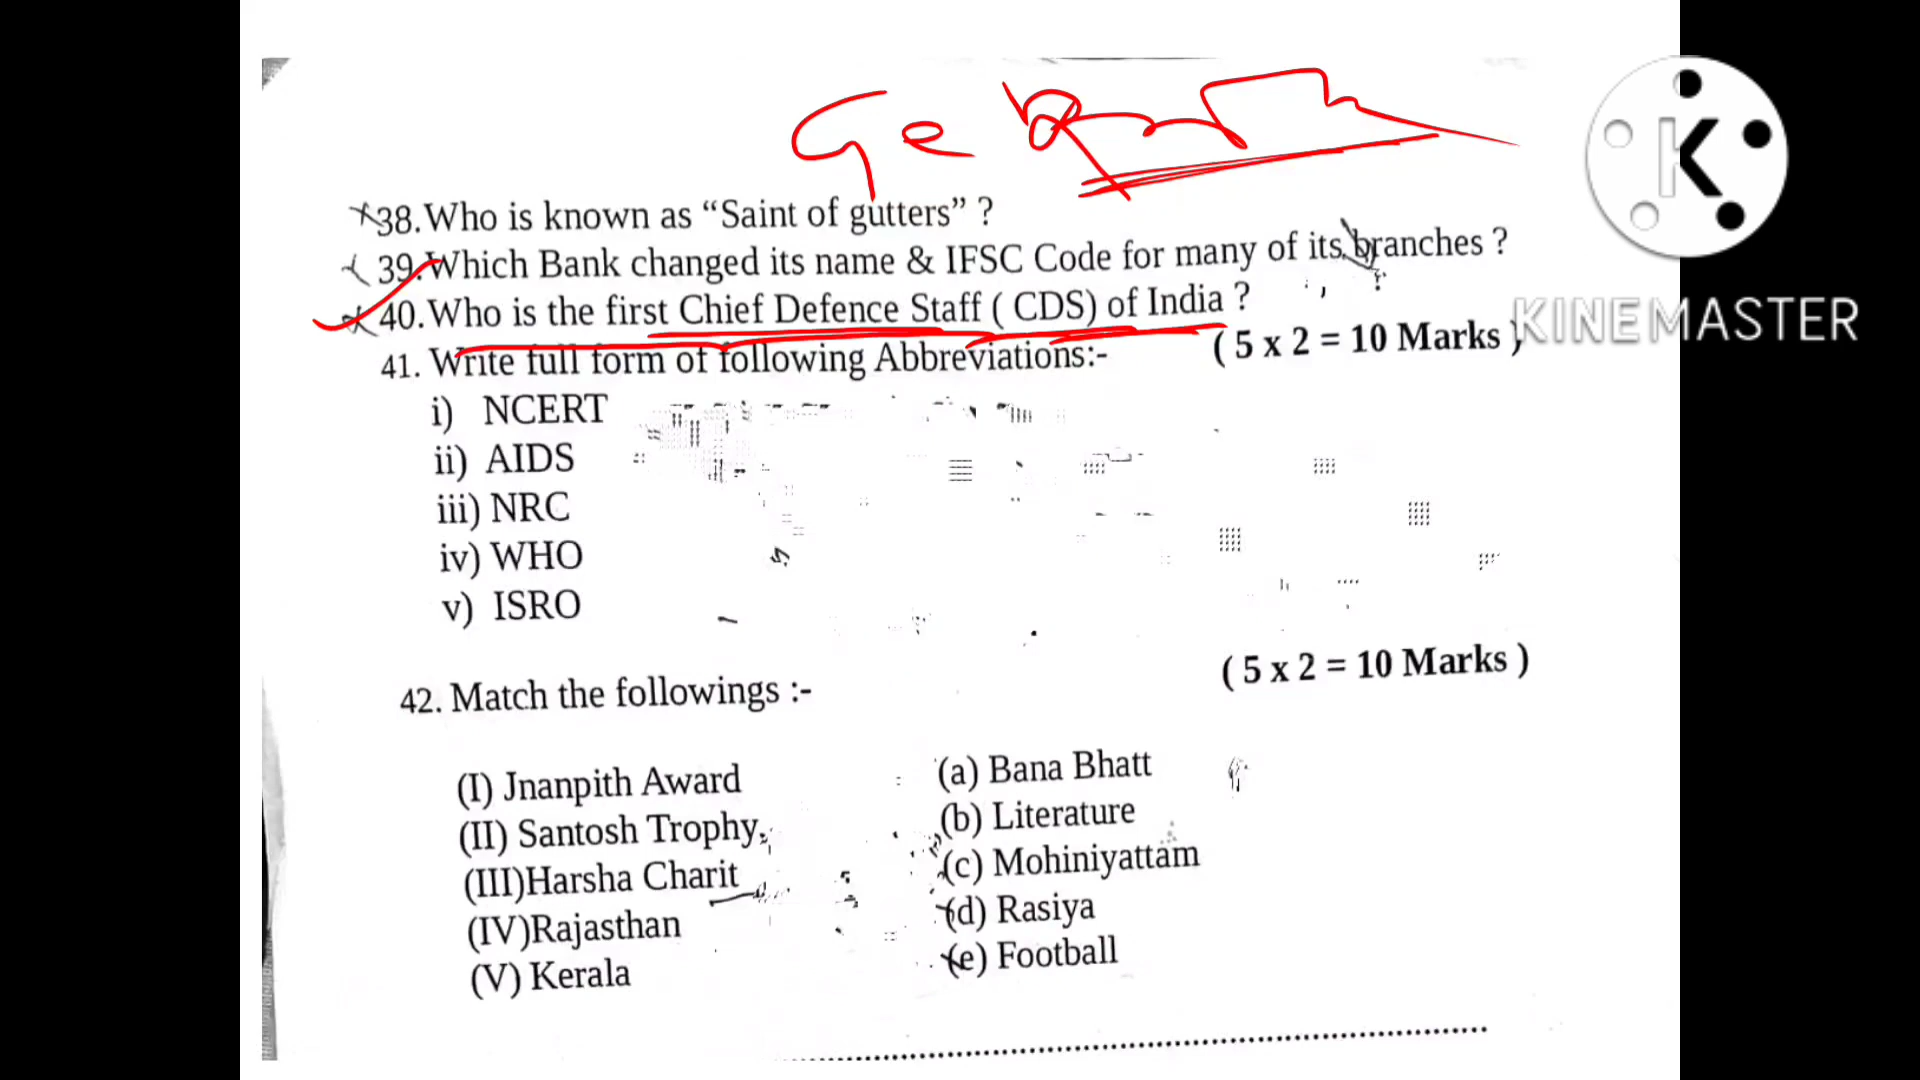 Ge
38. Who is known as “Saint of gutters” ?
39. Which Bank changed its name & IFSC Code for many of its branches ?
40. Who is the first Chief Defence Staff ( CDS) of India ?
( 5 x 2 = 10 Marks )
41. Write full form of following Abbreviations:-
i) NCERT
ii) AIDS
iii) NRC
iv) WHO
v) ISRO
( 5 x 2 = 10 Marks )
42. Match the followings :-
(I) Jnanpith Award (a) Bana Bhatt
(II) Santosh Trophy (b) Literature
(III)Harsha Charit (c) Mohiniyattam
(IV)Rajasthan (d) Rasiya
(V) Kerala (e) Football
K
KINEMASTER